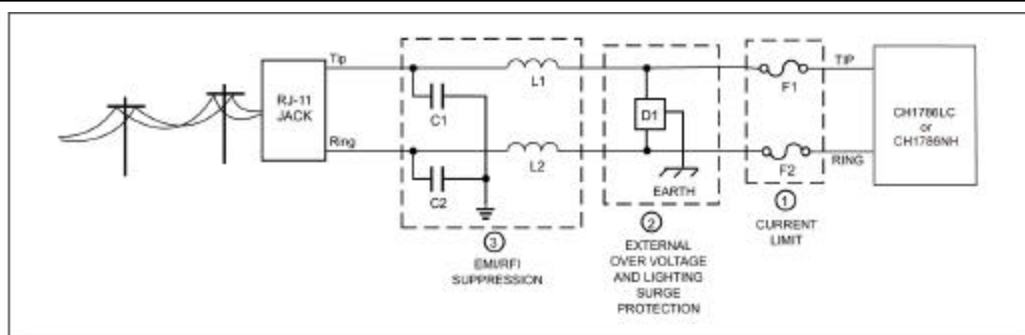 RJ-11
JACK
Tip
Ring
C1
C2
L1
L2
D1
EARTH
F1
F2
TIP
RING
CH1786LC
or
CH1786NH
3
EMI/RFI
SUPPRESSION
2
EXTERNAL
OVER VOLTAGE
AND LIGHTING
SURGE
PROTECTION
1
CURRENT
LIMIT